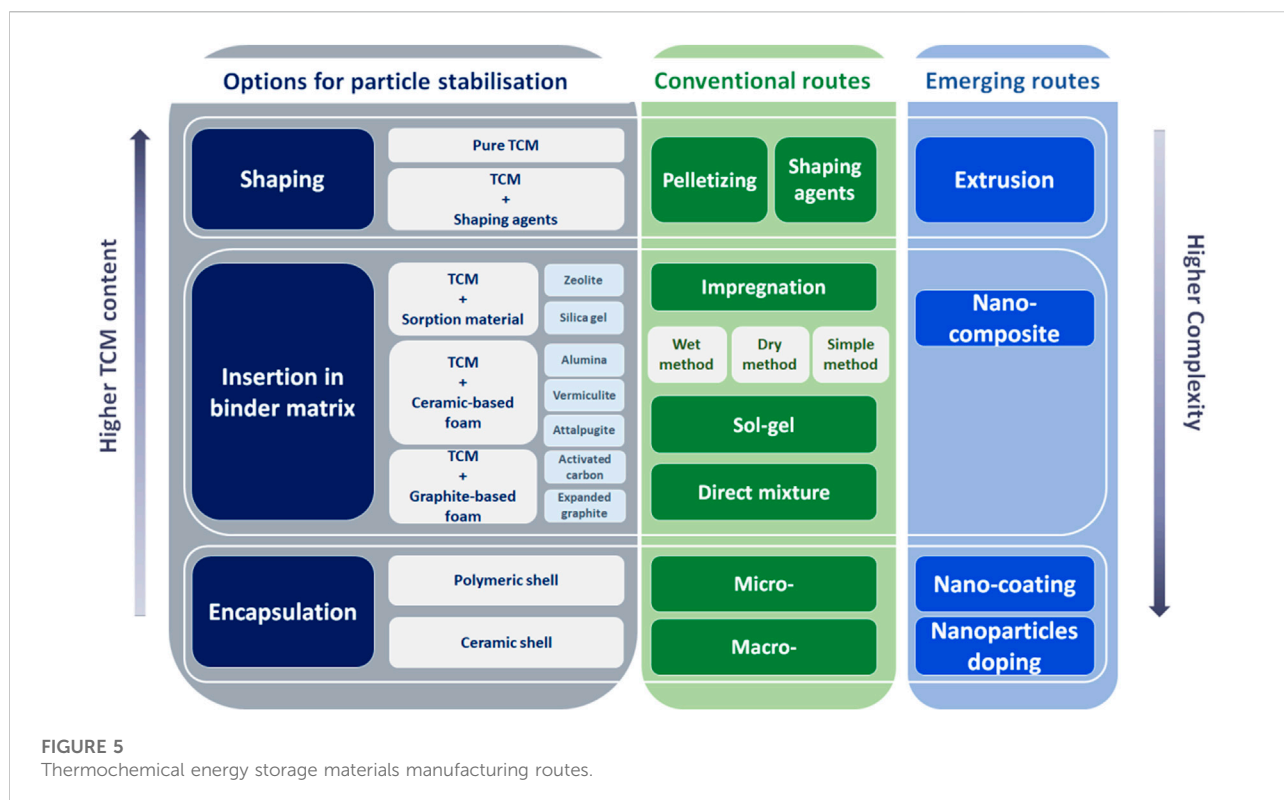 Options for particle stabilisation
Conventional routes
Emerging routes
Higher TCM content
Shaping
Pure TCM
TCM
+
Shaping agents
Pelletizing
Shaping
agents
Extrusion
Insertion in
binder matrix
TCM
+
Sorption material
Zeolite
Silica gel
TCM
+
Ceramic-based
foam
Alumina
Vermiculite
Attalpugite
TCM
+
Graphite-based
foam
Activated
carbon
Expanded
graphite
Impregnation
Wet
method
Dry
method
Simple
method
Sol-gel
Direct mixture
Nano-
composite
Encapsulation
Polymeric shell
Ceramic shell
Micro-
Macro-
Nano-coating
Nanoparticles
doping
Higher Complexity
FIGURE 5
Thermochemical energy storage materials manufacturing routes.